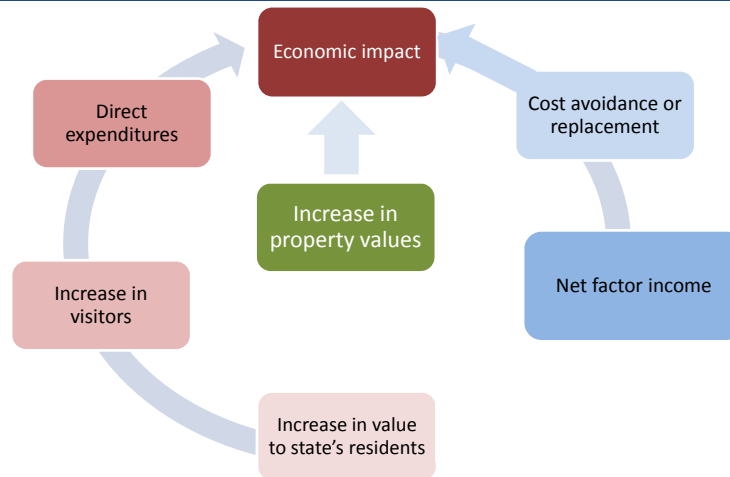 Economic impact
Direct
expenditures
Cost avoidance or
replacement
Increase in
property values
Increase in
visitors
Net factor income
Increase in value
to state’s residents